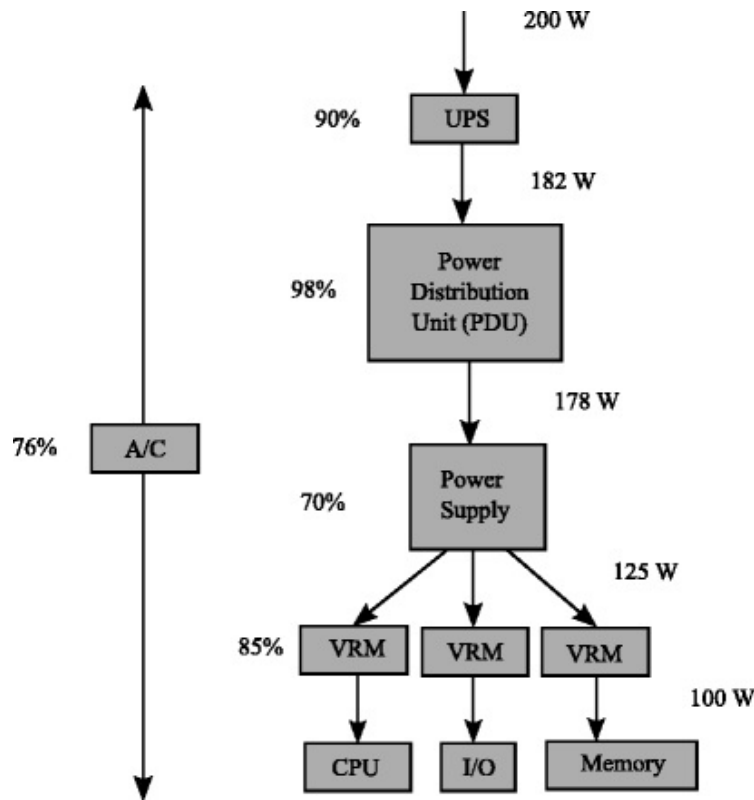 200 W
90%
UPS
182 W
98%
Power
Distribution
Unit (PDU)
178 W
76%
A/C
70%
Power
Supply
125 W
85%
VRM
VRM
VRM
100 W
CPU
I/O
Memory